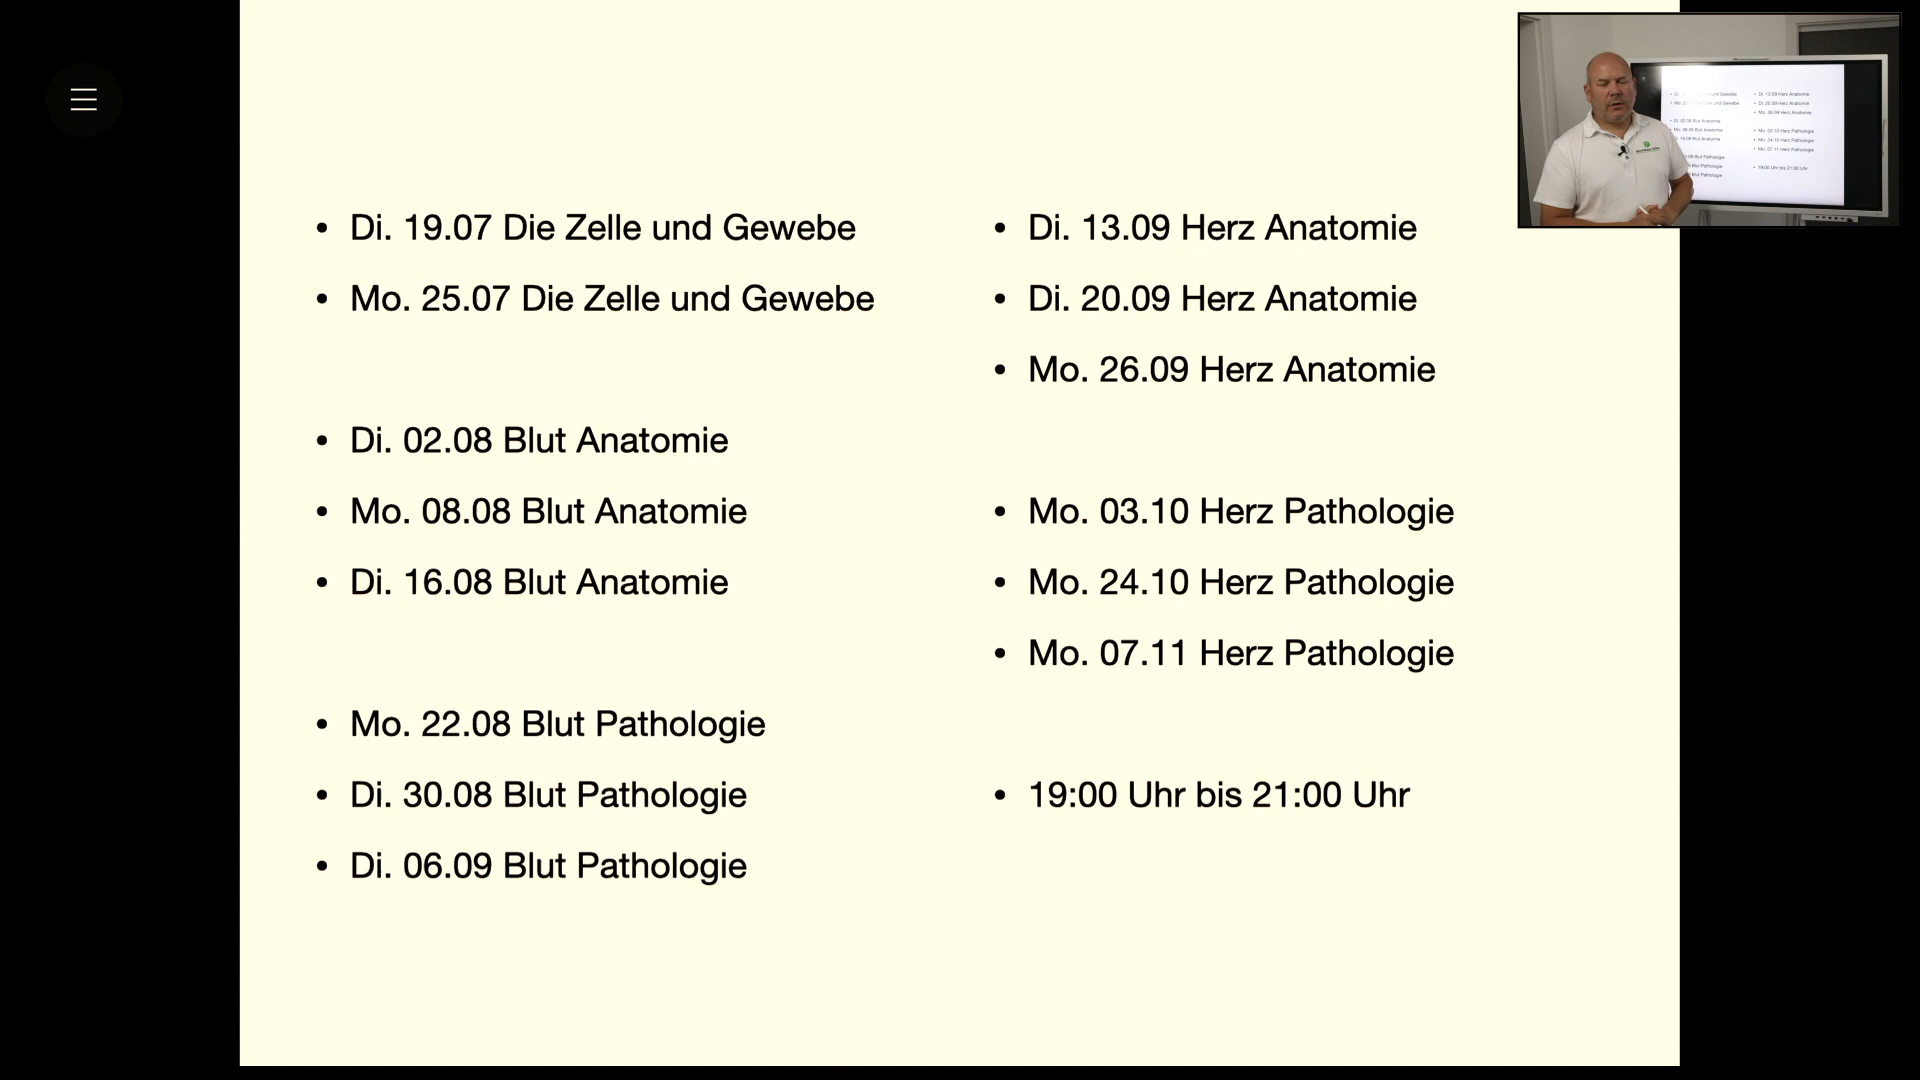 Di. 19.07 Die Zelle und Gewebe
Mo. 25.07 Die Zelle und Gewebe
Di. 02.08 Blut Anatomie
Mo. 08.08 Blut Anatomie
Di. 16.08 Blut Anatomie
Mo. 22.08 Blut Pathologie
Di. 30.08 Blut Pathologie
Di. 06.09 Blut Pathologie
Di. 13.09 Herz Anatomie
Di. 20.09 Herz Anatomie
Mo. 26.09 Herz Anatomie
Mo. 03.10 Herz Pathologie
Mo. 24.10 Herz Pathologie
Mo. 07.11 Herz Pathologie
19:00 Uhr bis 21:00 Uhr